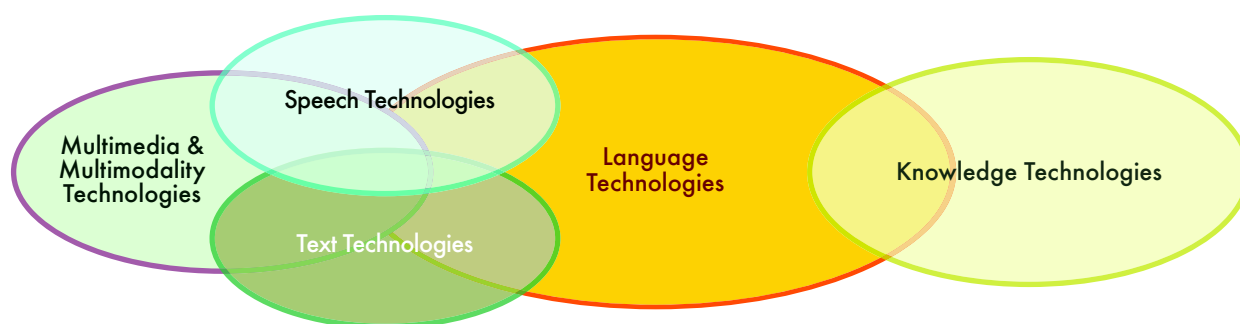 Speech Technologies
Multimedia &
Multimodality
Technologies
Language
Technologies
Knowledge Technologies
Text Technologies